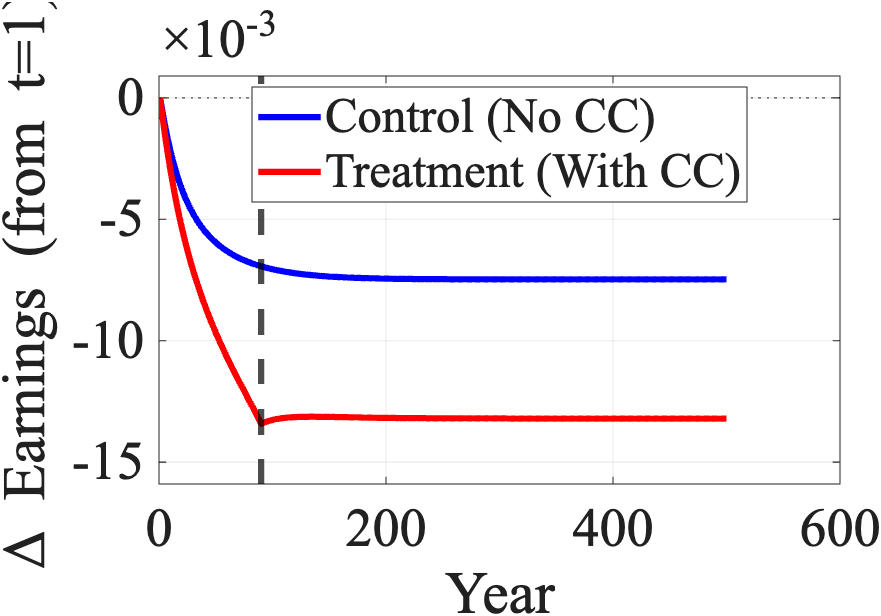 ×10⁻³
Δ Earnings (from t=1)
0
-5
-10
-15
Control (No CC)
Treatment (With CC)
0
200
400
600
Year